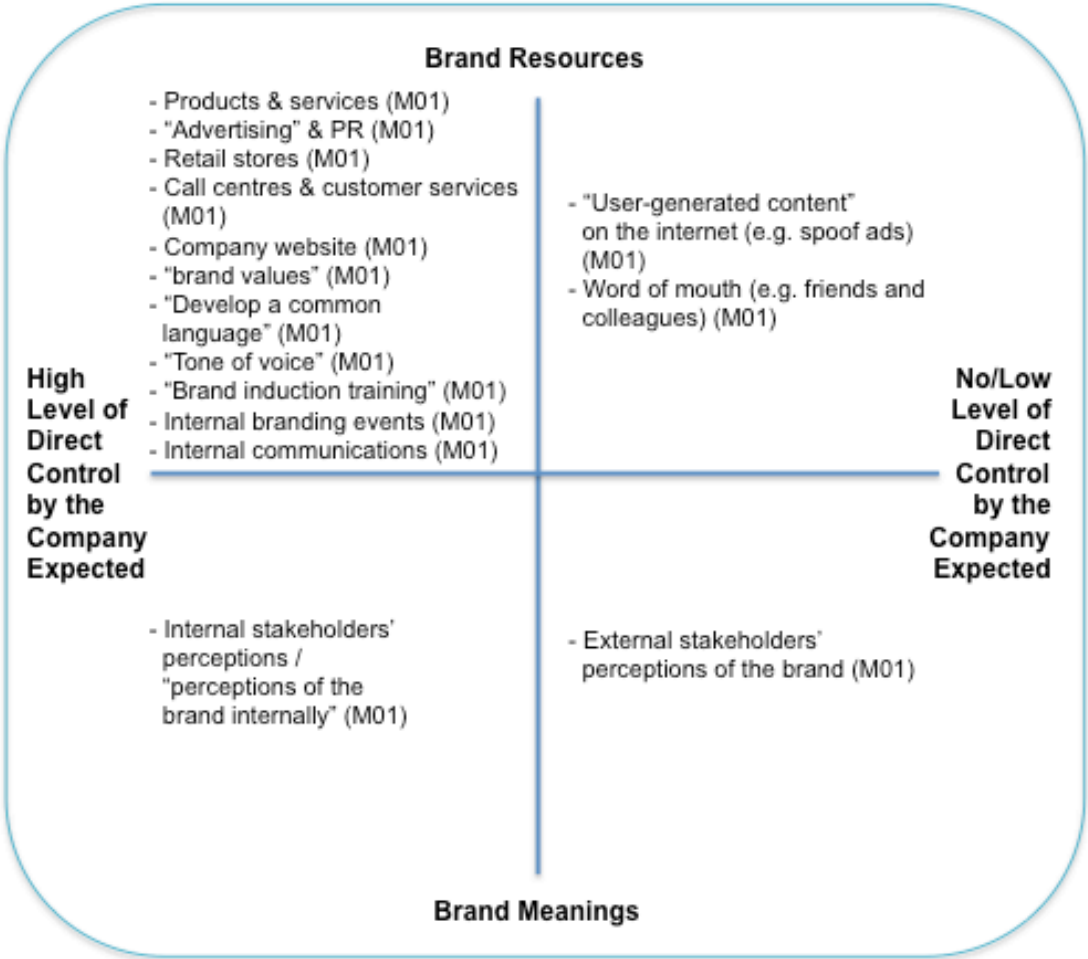 Brand Resources
- Products & services (M01)
- “Advertising” & PR (M01)
- Retail stores (M01)
- Call centres & customer services
(M01)
- Company website (M01)
- “brand values” (M01)
- “Develop a common
language” (M01)
- “Tone of voice” (M01)
- “Brand induction training” (M01)
- Internal branding events (M01)
- Internal communications (M01)
- “User-generated content”
on the internet (e.g. spoof ads)
(M01)
- Word of mouth (e.g. friends and
colleagues) (M01)
High
Level of
Direct
Control
by the
Company
Expected
No/Low
Level of
Direct
Control
by the
Company
Expected
- Internal stakeholders’
perceptions /
“perceptions of the
brand internally” (M01)
- External stakeholders’
perceptions of the brand (M01)
Brand Meanings